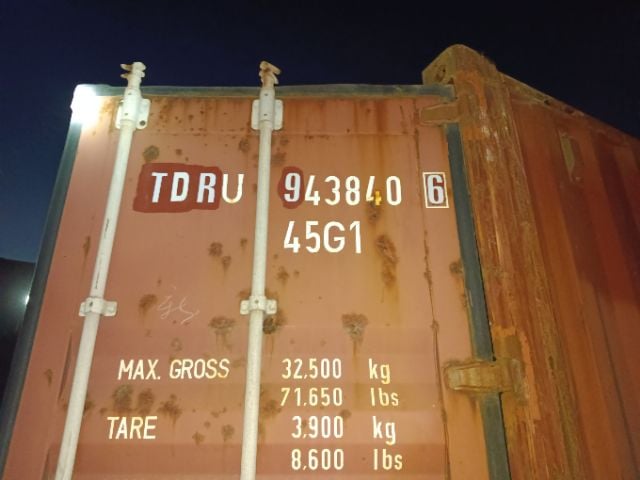 TDRU 943840 6
45G1
MAX. GROSS 32,500 kg
71,650 lbs
TARE 3,900 kg
8,600 lbs